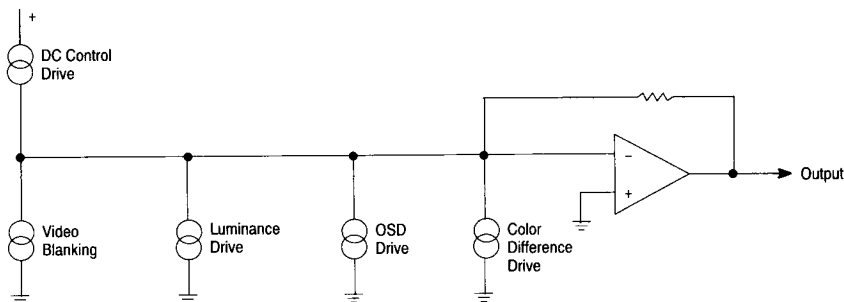 +
DC Control
Drive
Video
Blanking
Luminance
Drive
OSD
Drive
Color
Difference
Drive
−
+
Output